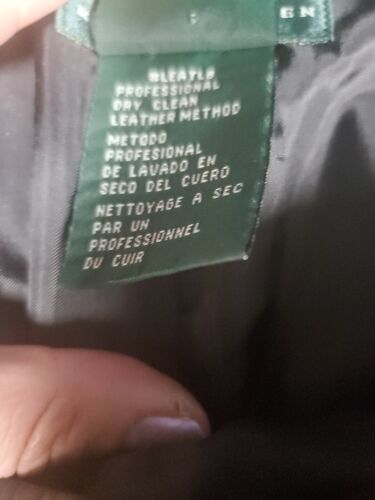 GN
PROFESSIONAL
DRY CLEAN
LEATHER METHOD
METODO
PROFESIONAL
DE LAVADO EN
SECO DEL CUERO
NETTOYAGE A SEC
PAR UN
PROFESSIONNEL
DU CUIR